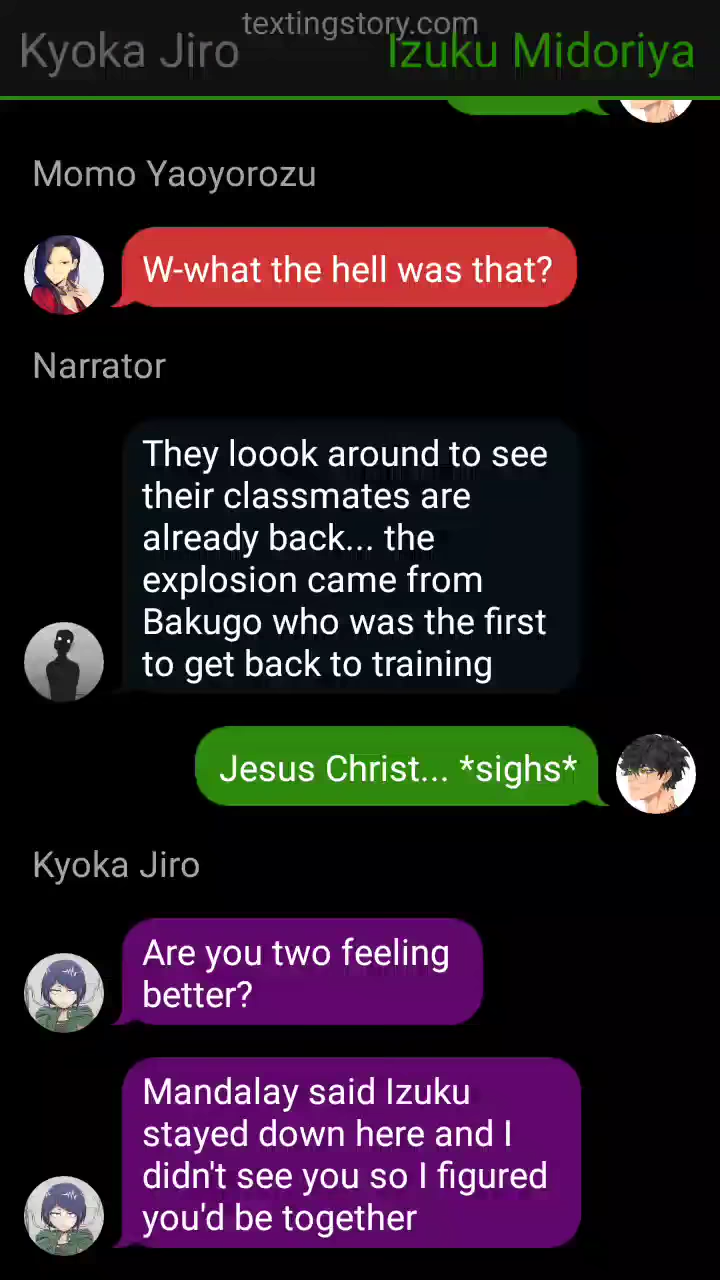 textingstory.com
Kyoka Jiro
Izuku Midoriya
Momo Yaoyorozu
W-what the hell was that?
Narrator
They loook around to see
their classmates are
already back... the
explosion came from
Bakugo who was the first
to get back to training
Jesus Christ... *sighs*
Kyoka Jiro
Are you two feeling
better?
Mandalay said Izuku
stayed down here and I
didn't see you so I figured
you'd be together